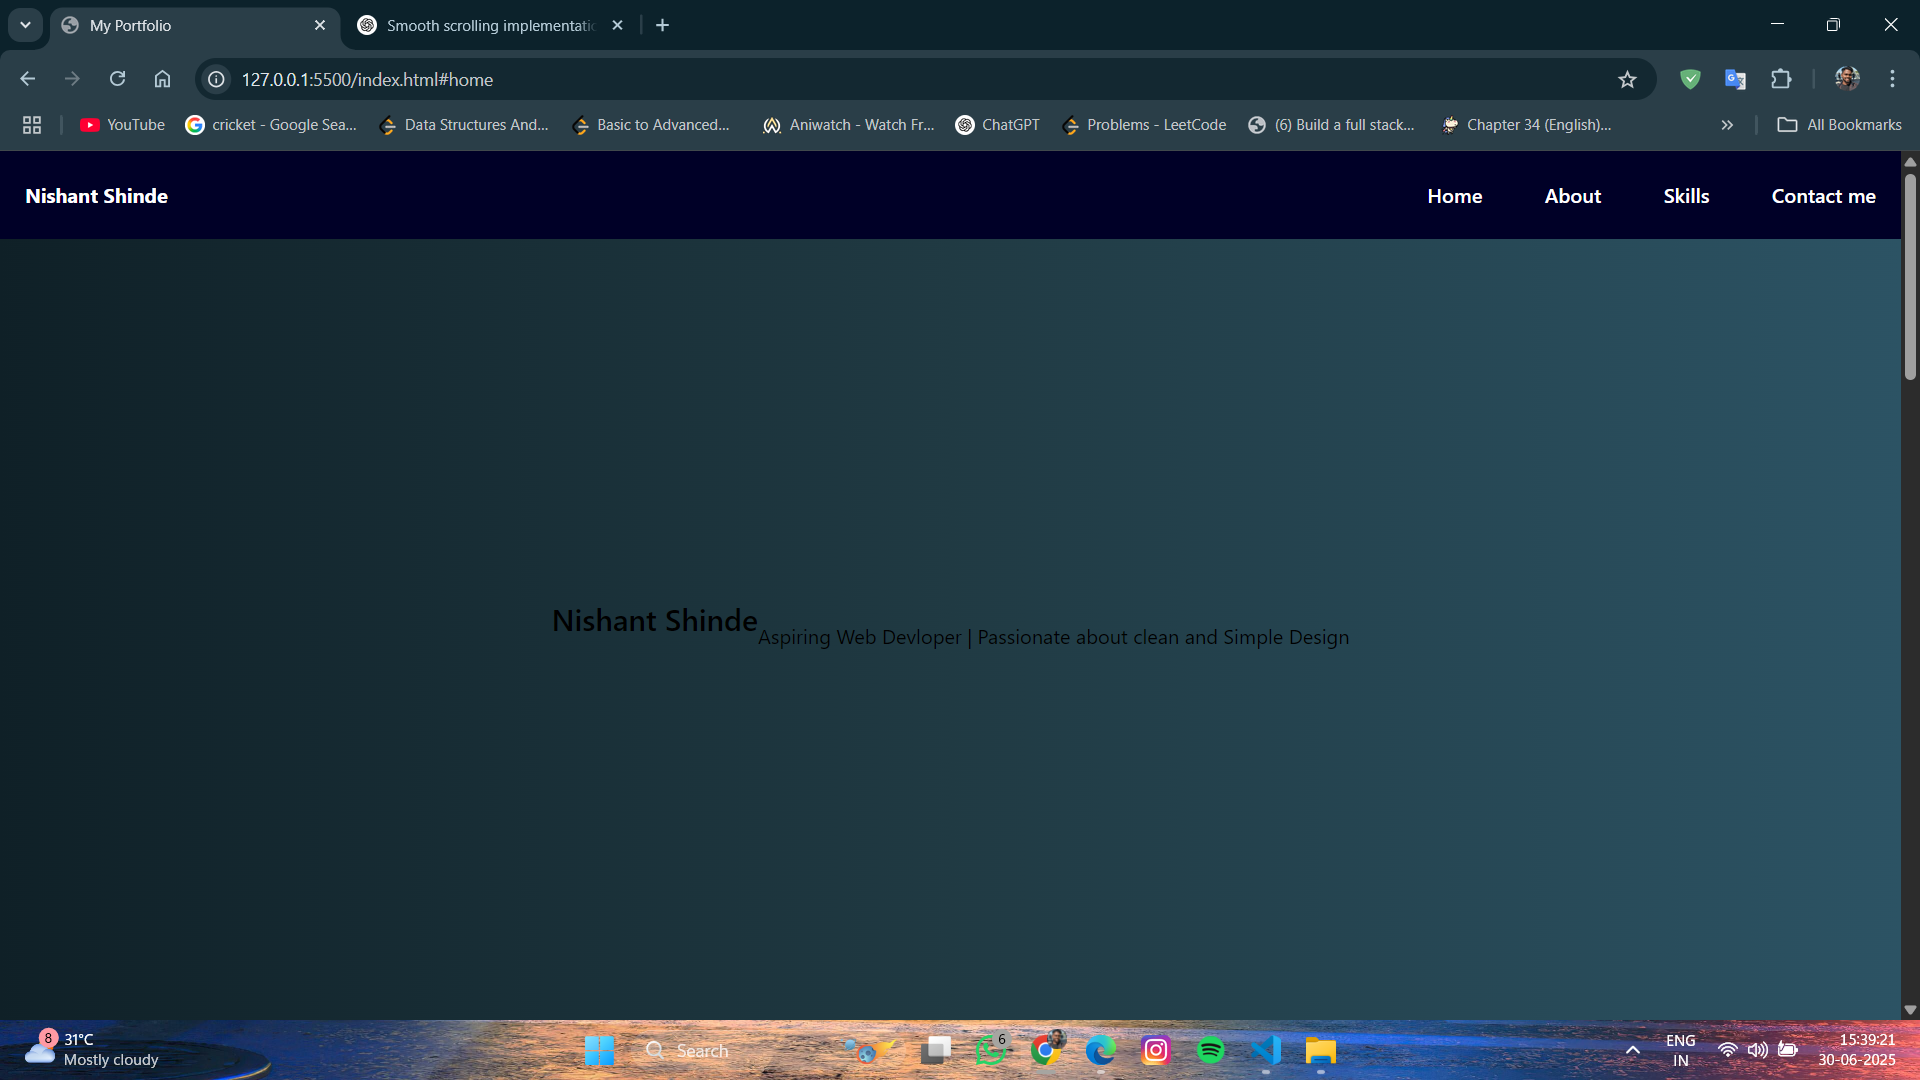 My Portfolio
Smooth scrolling implementatio
127.0.0.1:5500/index.html#home
YouTube
cricket - Google Sea...
Data Structures And...
Basic to Advanced...
Aniwatch - Watch Fr...
ChatGPT
Problems - LeetCode
(6) Build a full stack...
Chapter 34 (English)...
All Bookmarks
Nishant Shinde
Home
About
Skills
Contact me
Nishant Shinde
Aspiring Web Devloper | Passionate about clean and Simple Design
8
31°C
Mostly cloudy
Search
6
ENG
IN
15:39:21
30-06-2025